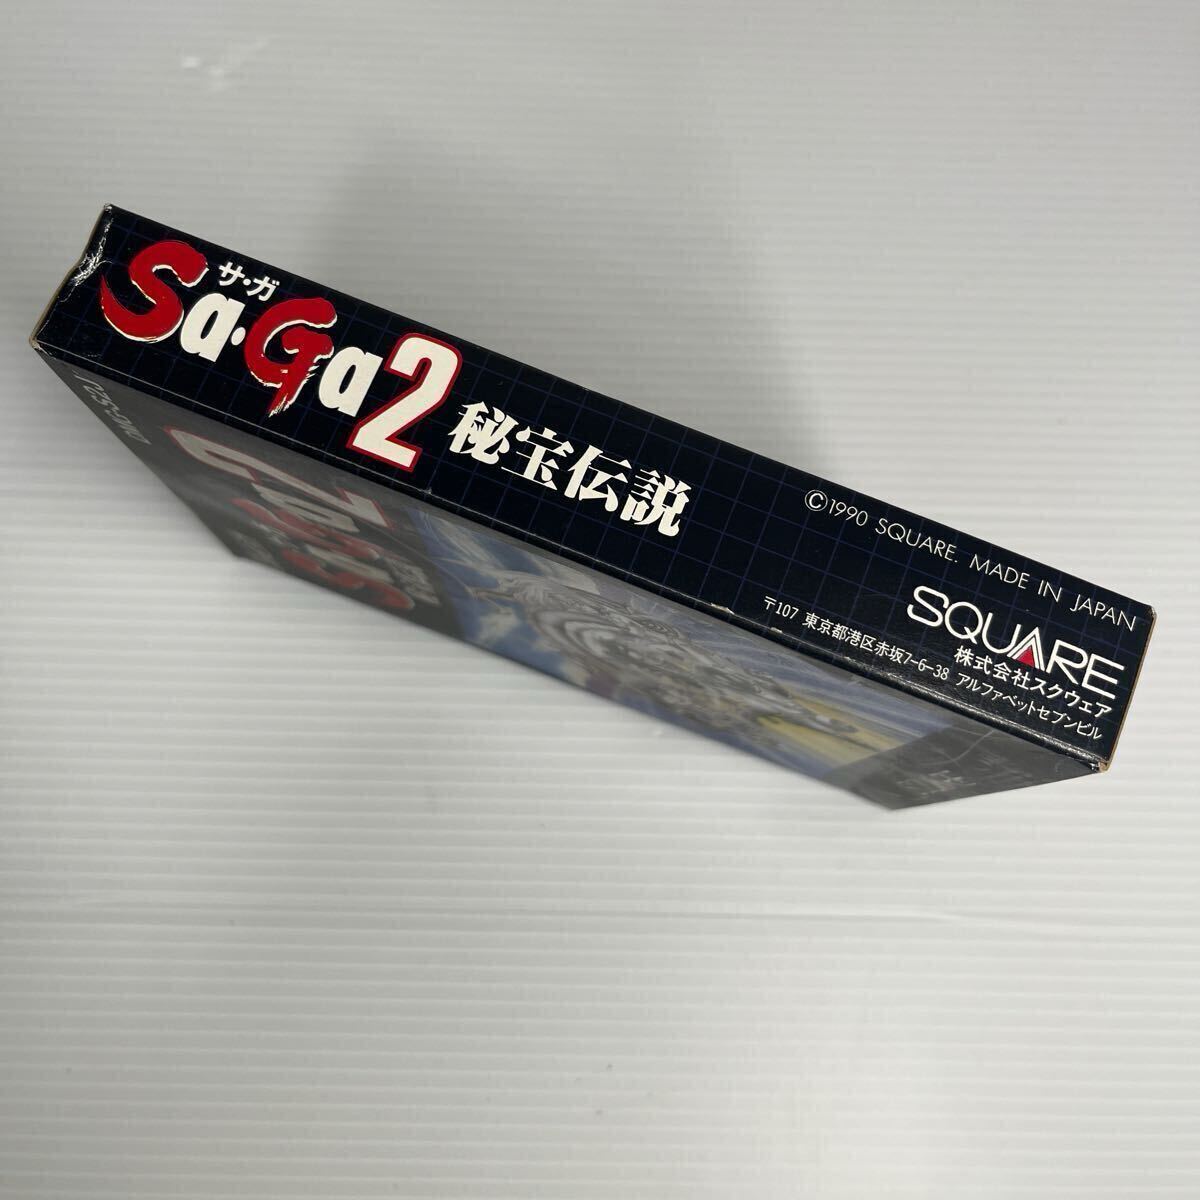 サ・ガ
Sa・Ga2
秘宝伝説
©1990 SQUARE. MADE IN JAPAN
SQUARE
株式会社スクウェア
〒107 東京都港区赤坂7-6-38 アルファベットセブンビル
Sa・Ga2